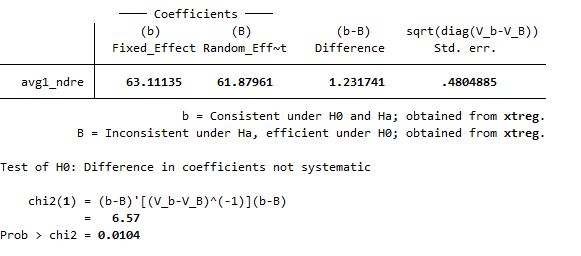 Coefficients
(b) (B) (b-B) sqrt(diag(V_b-V_B))
Fixed_Effect Random_Eff~t Difference Std. err.
avg1_ndre 63.11135 61.87961 1.231741 .4804885
b = Consistent under H0 and Ha; obtained from xtreg.
B = Inconsistent under Ha, efficient under H0; obtained from xtreg.
Test of H0: Difference in coefficients not systematic
chi2(1) = (b-B)'[(V_b-V_B)^(-1)](b-B)
= 6.57
Prob > chi2 = 0.0104